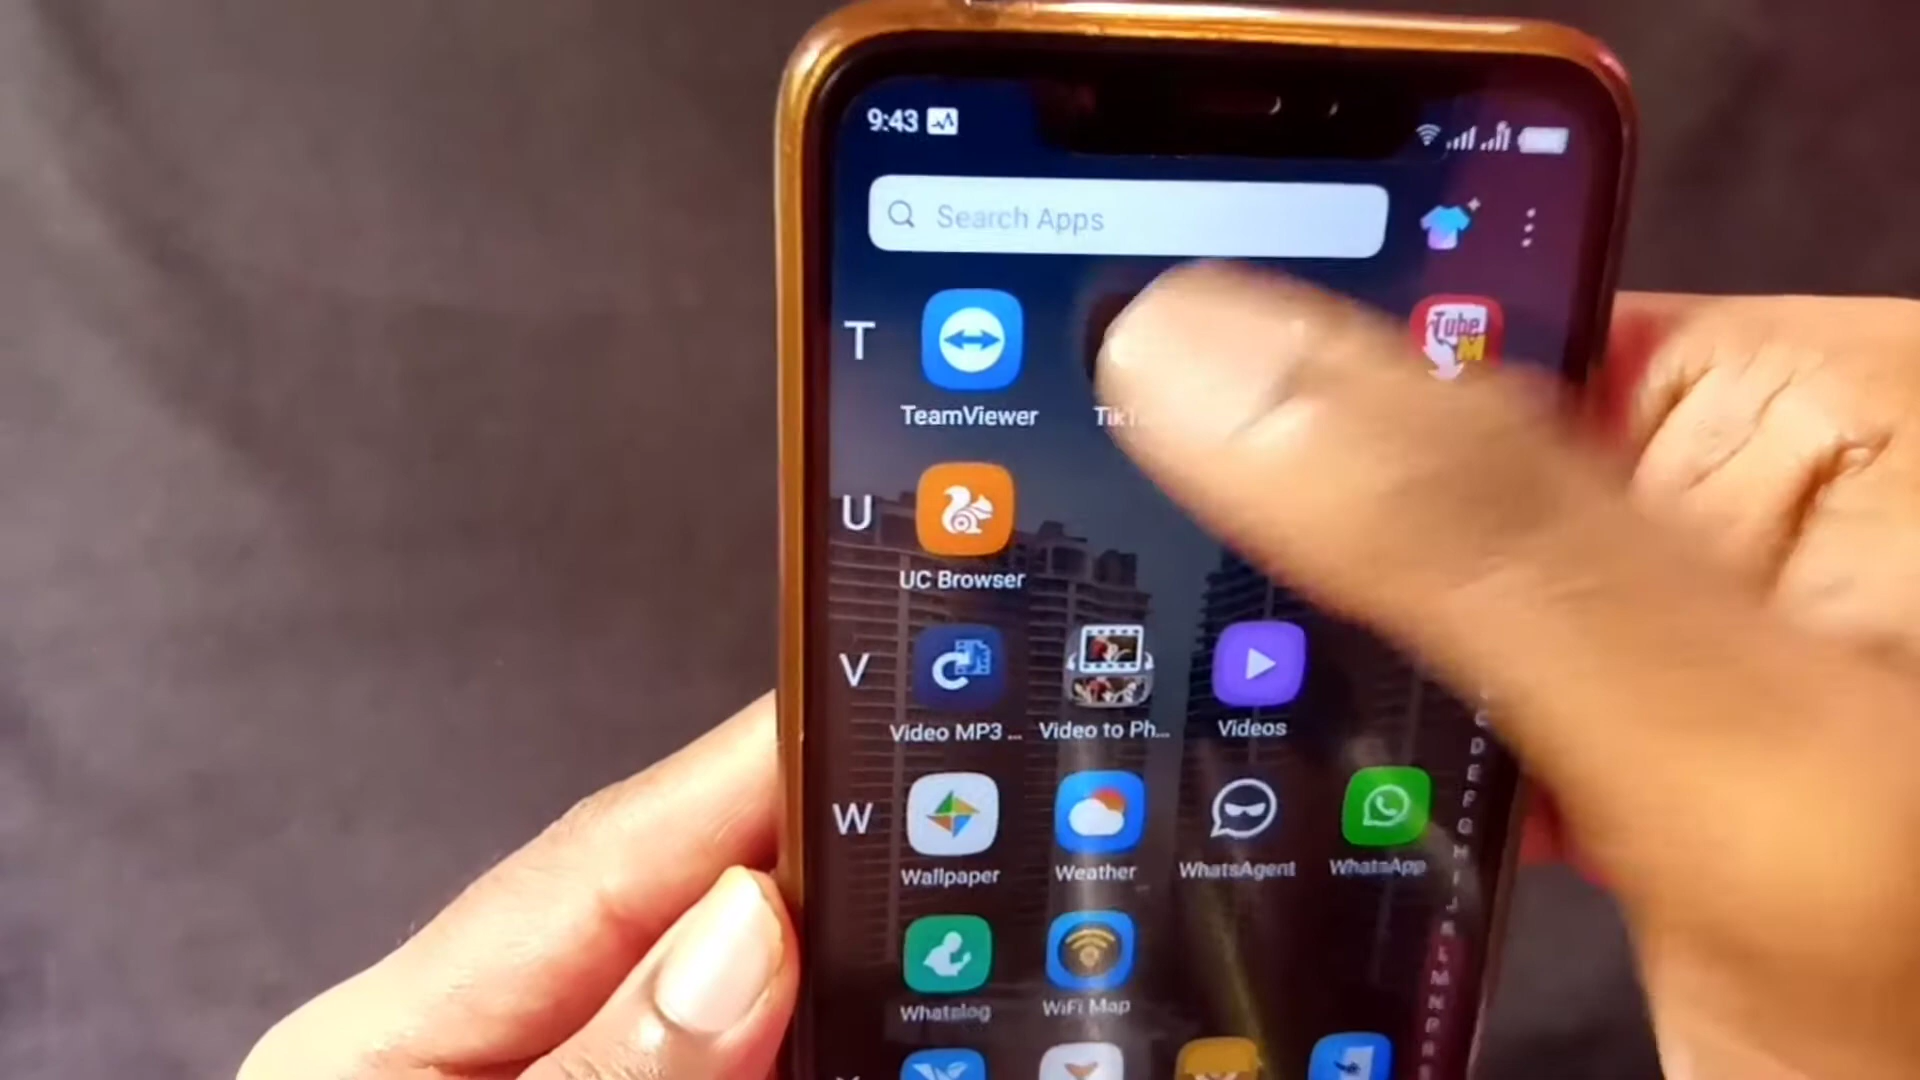 9:43
Search Apps
T
Tube
M
TeamViewer
U
UC Browser
V
Video MP3 ...
Video to Ph...
Videos
W
Wallpaper
Weather
WhatsAgent
WhatsApp
Whatslog
WiFi Map
D
E
F
G
H
I
J
K
L
M
N
P
R